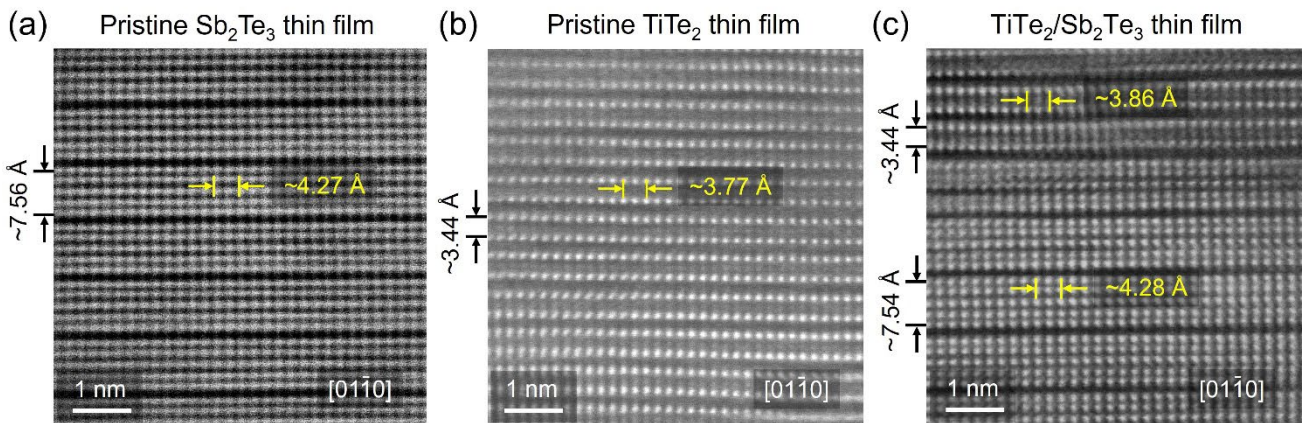 (a) Pristine Sb₂Te₃ thin film
~7.56 Å
~4.27 Å
1 nm
[011̄0]
(b) Pristine TiTe₂ thin film
~3.44 Å
~3.77 Å
1 nm
[011̄0]
(c) TiTe₂/Sb₂Te₃ thin film
~3.86 Å
~3.44 Å
~4.28 Å
~7.54 Å
1 nm
[011̄0]